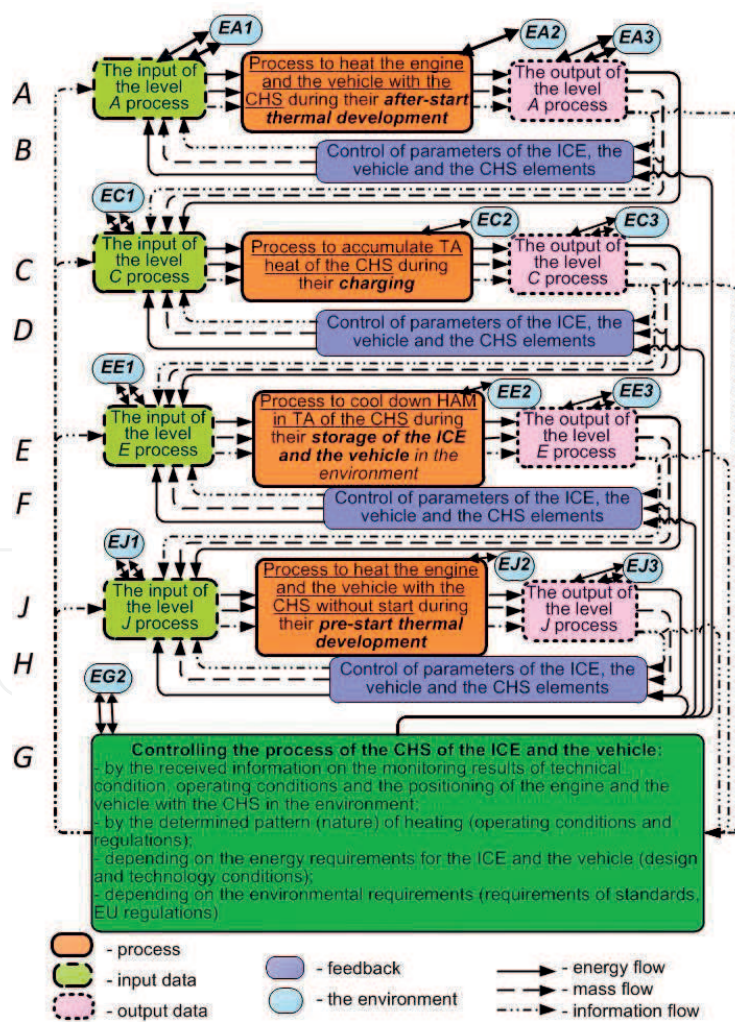 EA1
EA2
EA3
A
The input of
the level
A process
Process to heat the engine
and the vehicle with the
CHS during their after-start
thermal development
The output of
the level
A process
B
Control of parameters of the ICE, the
vehicle and the CHS elements
EC1
EC2
EC3
C
The input of
the level
C process
Process to accumulate TA
heat of the CHS during
their charging
The output of
the level
C process
D
Control of parameters of the ICE, the
vehicle and the CHS elements
EE1
EE2
EE3
E
The input of
the level
E process
Process to cool down HAM
in TA of the CHS during
their storage of the ICE
and the vehicle in the
environment
The output of
the level
E process
F
Control of parameters of the ICE, the
vehicle and the CHS elements
EJ1
EJ2
EJ3
J
The input of
the level
J process
Process to heat the engine
and the vehicle with the
CHS without start during
their pre-start thermal
development
The output of
the level
J process
H
Control of parameters of the ICE, the
vehicle and the CHS elements
EG2
G
Controlling the process of the CHS of the ICE and the vehicle:
- by the received information on the monitoring results of technical
condition, operating conditions and the positioning of the engine and the
vehicle with the CHS in the environment;
- by the determined pattern (nature) of heating (operating conditions and
regulations);
- depending on the energy requirements for the ICE and the vehicle (design
and technology conditions);
- depending on the environmental requirements (requirements of standards,
EU regulations)
- process
- input data
- output data
- feedback
- the environment
- energy flow
- mass flow
- information flow